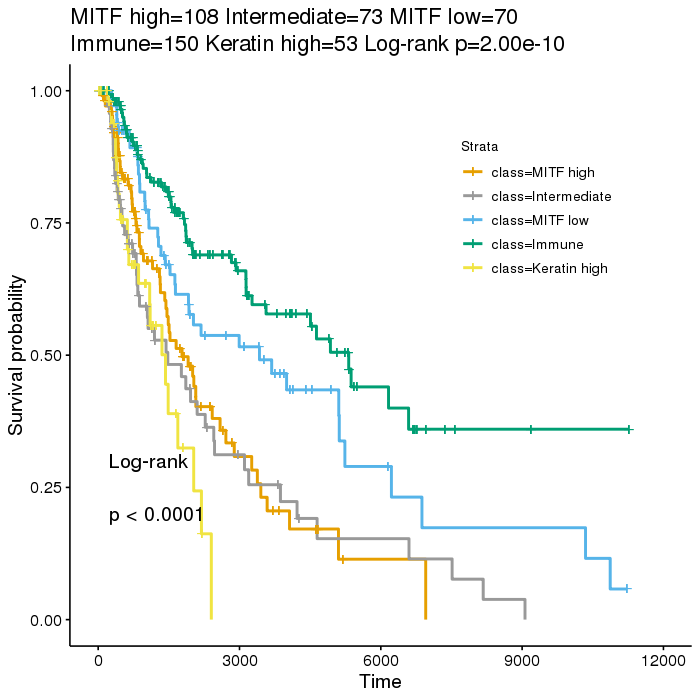 MITF high=108 Intermediate=73 MITF low=70
Immune=150 Keratin high=53 Log-rank p=2.00e-10
1.00
0.75
0.50
0.25
0.00
Survival probability
Strata
class=MITF high
class=Intermediate
class=MITF low
class=Immune
class=Keratin high
Log-rank
p < 0.0001
0 3000 6000 9000 12000
Time